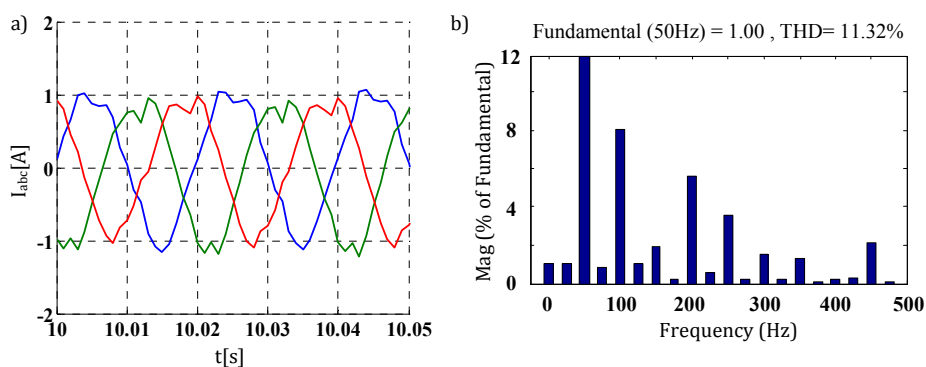 a)
2
1
0
-1
-2
I_abc[A]
10 10.01 10.02 10.03 10.04 10.05
t[s]
b)
Fundamental (50Hz) = 1.00 , THD= 11.32%
12
8
4
0
Mag (% of Fundamental)
0 100 200 300 400 500
Frequency (Hz)